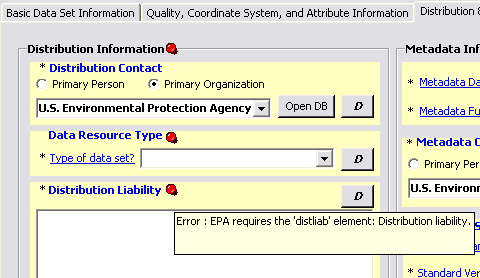 Basic Data Set Information
Quality, Coordinate System, and Attribute Information
Distribution
Distribution Information
* Distribution Contact
Primary Person
Primary Organization
U.S. Environmental Protection Agency
Open DB
D
Data Resource Type
* Type of data set?
D
* Distribution Liability
D
Error : EPA requires the 'distliab' element: Distribution liability.
Metadata Inf
* Metadata Da
* Metadata Fu
* Metadata C
Primary Per
U.S. Environ
* Standard Ver